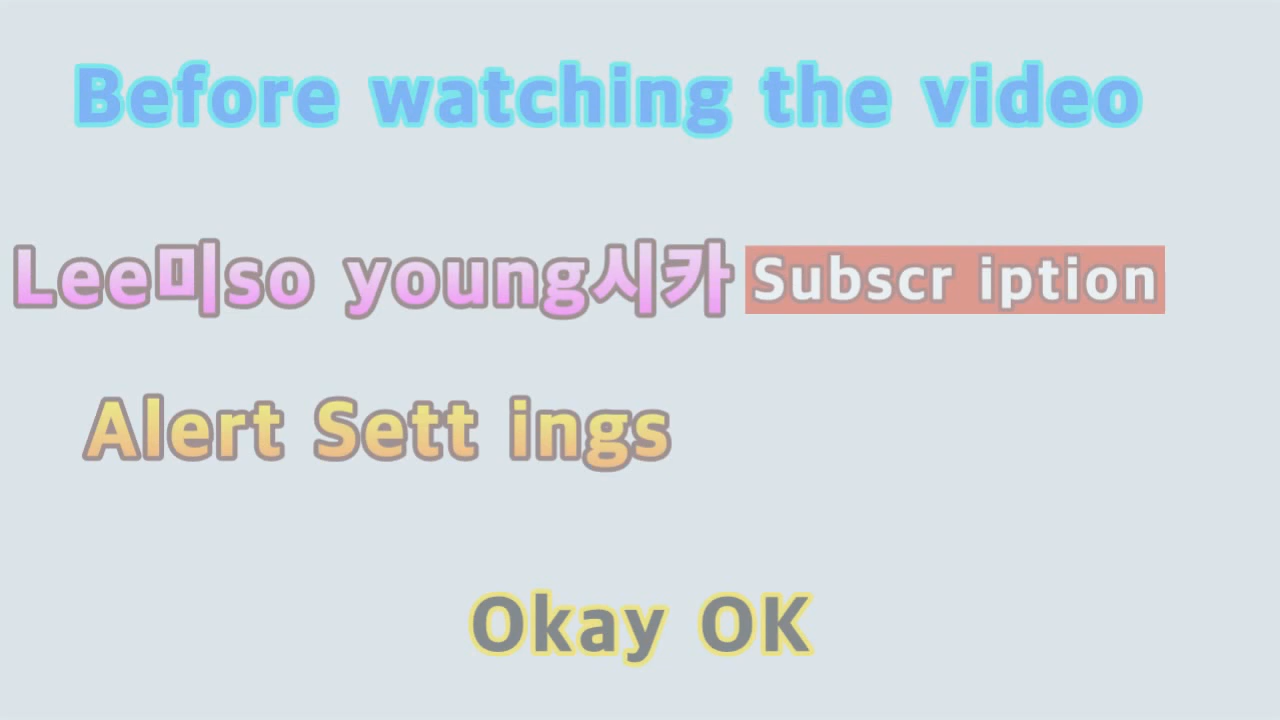 Before watching the video
Lee미so young시카 Subscr iption
Alert Sett ings
Okay OK